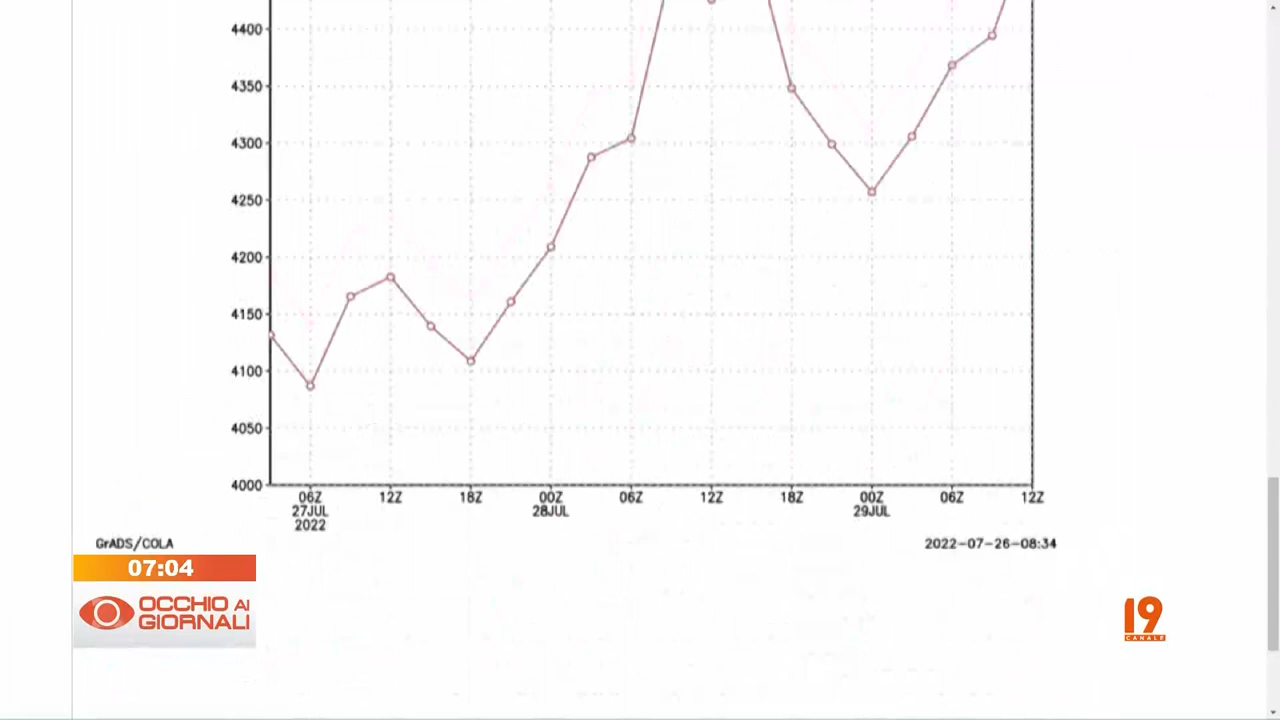 4400
4350
4300
4250
4200
4150
4100
4050
4000
06Z 12Z 18Z 00Z 06Z 12Z 18Z 00Z 06Z 12Z
27JUL 28JUL 29JUL
2022
GrADS/COLA 2022-07-26-08:34
07:04
OCCHIO AI
GIORNALI
19
CANALE